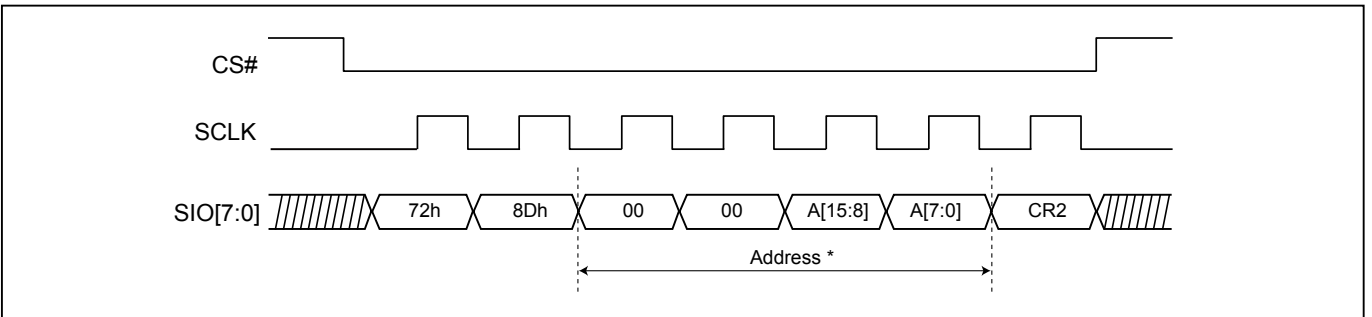 CS#
SCLK
SIO[7:0] 72h 8Dh 00 00 A[15:8] A[7:0] CR2
Address *